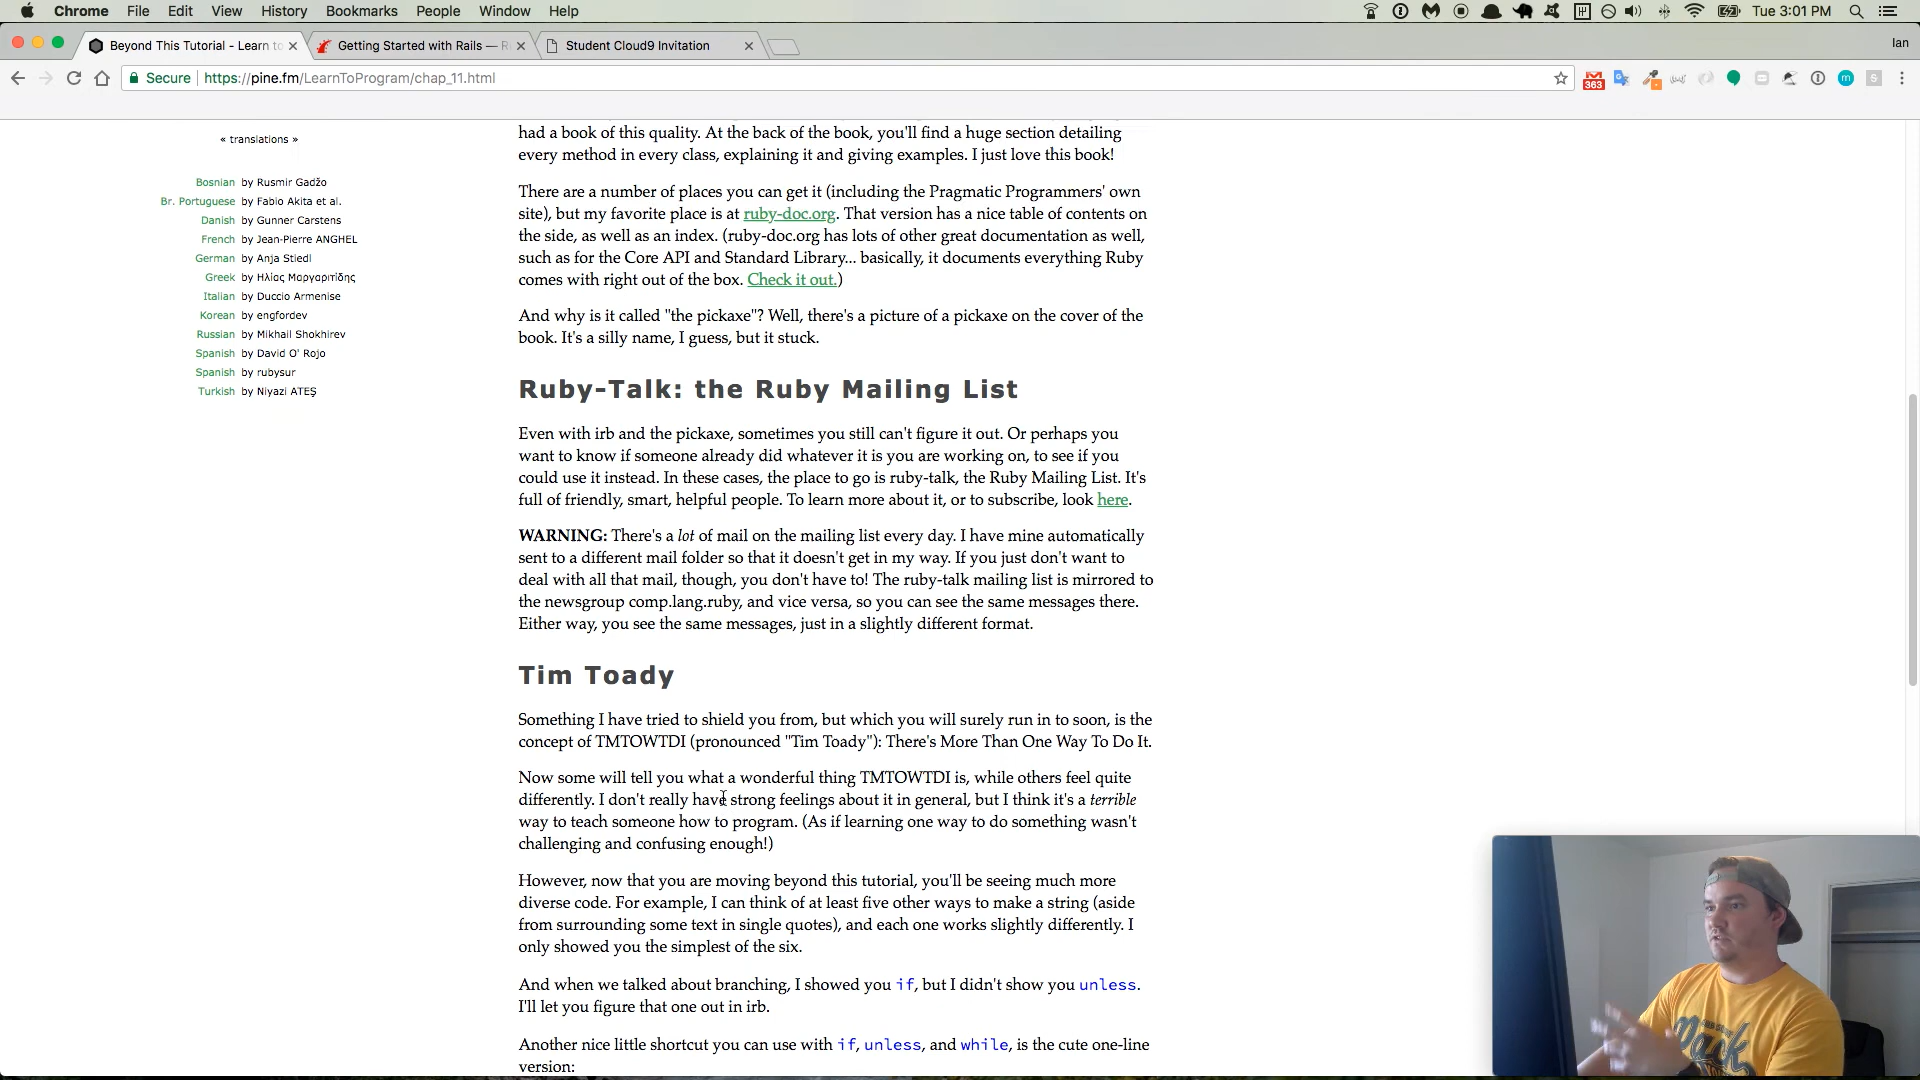 Chrome File Edit View History Bookmarks People Window Help Tue 3:01 PM
Beyond This Tutorial - Learn to Getting Started with Rails — R Student Cloud9 Invitation Ian
Secure https://pine.fm/LearnToProgram/chap_11.html 363
« translations »
Bosnian by Rusmir Gadžo
Br. Portuguese by Fabio Akita et al.
Danish by Gunner Carstens
French by Jean-Pierre ANGHEL
German by Anja Stiedl
Greek by Ηλίας Μαργαριτίδης
Italian by Duccio Armenise
Korean by engfordev
Russian by Mikhail Shokhirev
Spanish by David O' Rojo
Spanish by rubysur
Turkish by Niyazi ATEŞ
had a book of this quality. At the back of the book, you'll find a huge section detailing
every method in every class, explaining it and giving examples. I just love this book!
There are a number of places you can get it (including the Pragmatic Programmers' own
site), but my favorite place is at ruby-doc.org. That version has a nice table of contents on
the side, as well as an index. (ruby-doc.org has lots of other great documentation as well,
such as for the Core API and Standard Library... basically, it documents everything Ruby
comes with right out of the box. Check it out.)
And why is it called "the pickaxe"? Well, there's a picture of a pickaxe on the cover of the
book. It's a silly name, I guess, but it stuck.
Ruby-Talk: the Ruby Mailing List
Even with irb and the pickaxe, sometimes you still can't figure it out. Or perhaps you
want to know if someone already did whatever it is you are working on, to see if you
could use it instead. In these cases, the place to go is ruby-talk, the Ruby Mailing List. It's
full of friendly, smart, helpful people. To learn more about it, or to subscribe, look here.
WARNING: There's a lot of mail on the mailing list every day. I have mine automatically
sent to a different mail folder so that it doesn't get in my way. If you just don't want to
deal with all that mail, though, you don't have to! The ruby-talk mailing list is mirrored to
the newsgroup comp.lang.ruby, and vice versa, so you can see the same messages there.
Either way, you see the same messages, just in a slightly different format.
Tim Toady
Something I have tried to shield you from, but which you will surely run in to soon, is the
concept of TMTOWTDI (pronounced "Tim Toady"): There's More Than One Way To Do It.
Now some will tell you what a wonderful thing TMTOWTDI is, while others feel quite
differently. I don't really have strong feelings about it in general, but I think it's a terrible
way to teach someone how to program. (As if learning one way to do something wasn't
challenging and confusing enough!)
However, now that you are moving beyond this tutorial, you'll be seeing much more
diverse code. For example, I can think of at least five other ways to make a string (aside
from surrounding some text in single quotes), and each one works slightly differently. I
only showed you the simplest of the six.
And when we talked about branching, I showed you if, but I didn't show you unless.
I'll let you figure that one out in irb.
Another nice little shortcut you can use with if, unless, and while, is the cute one-line
version: